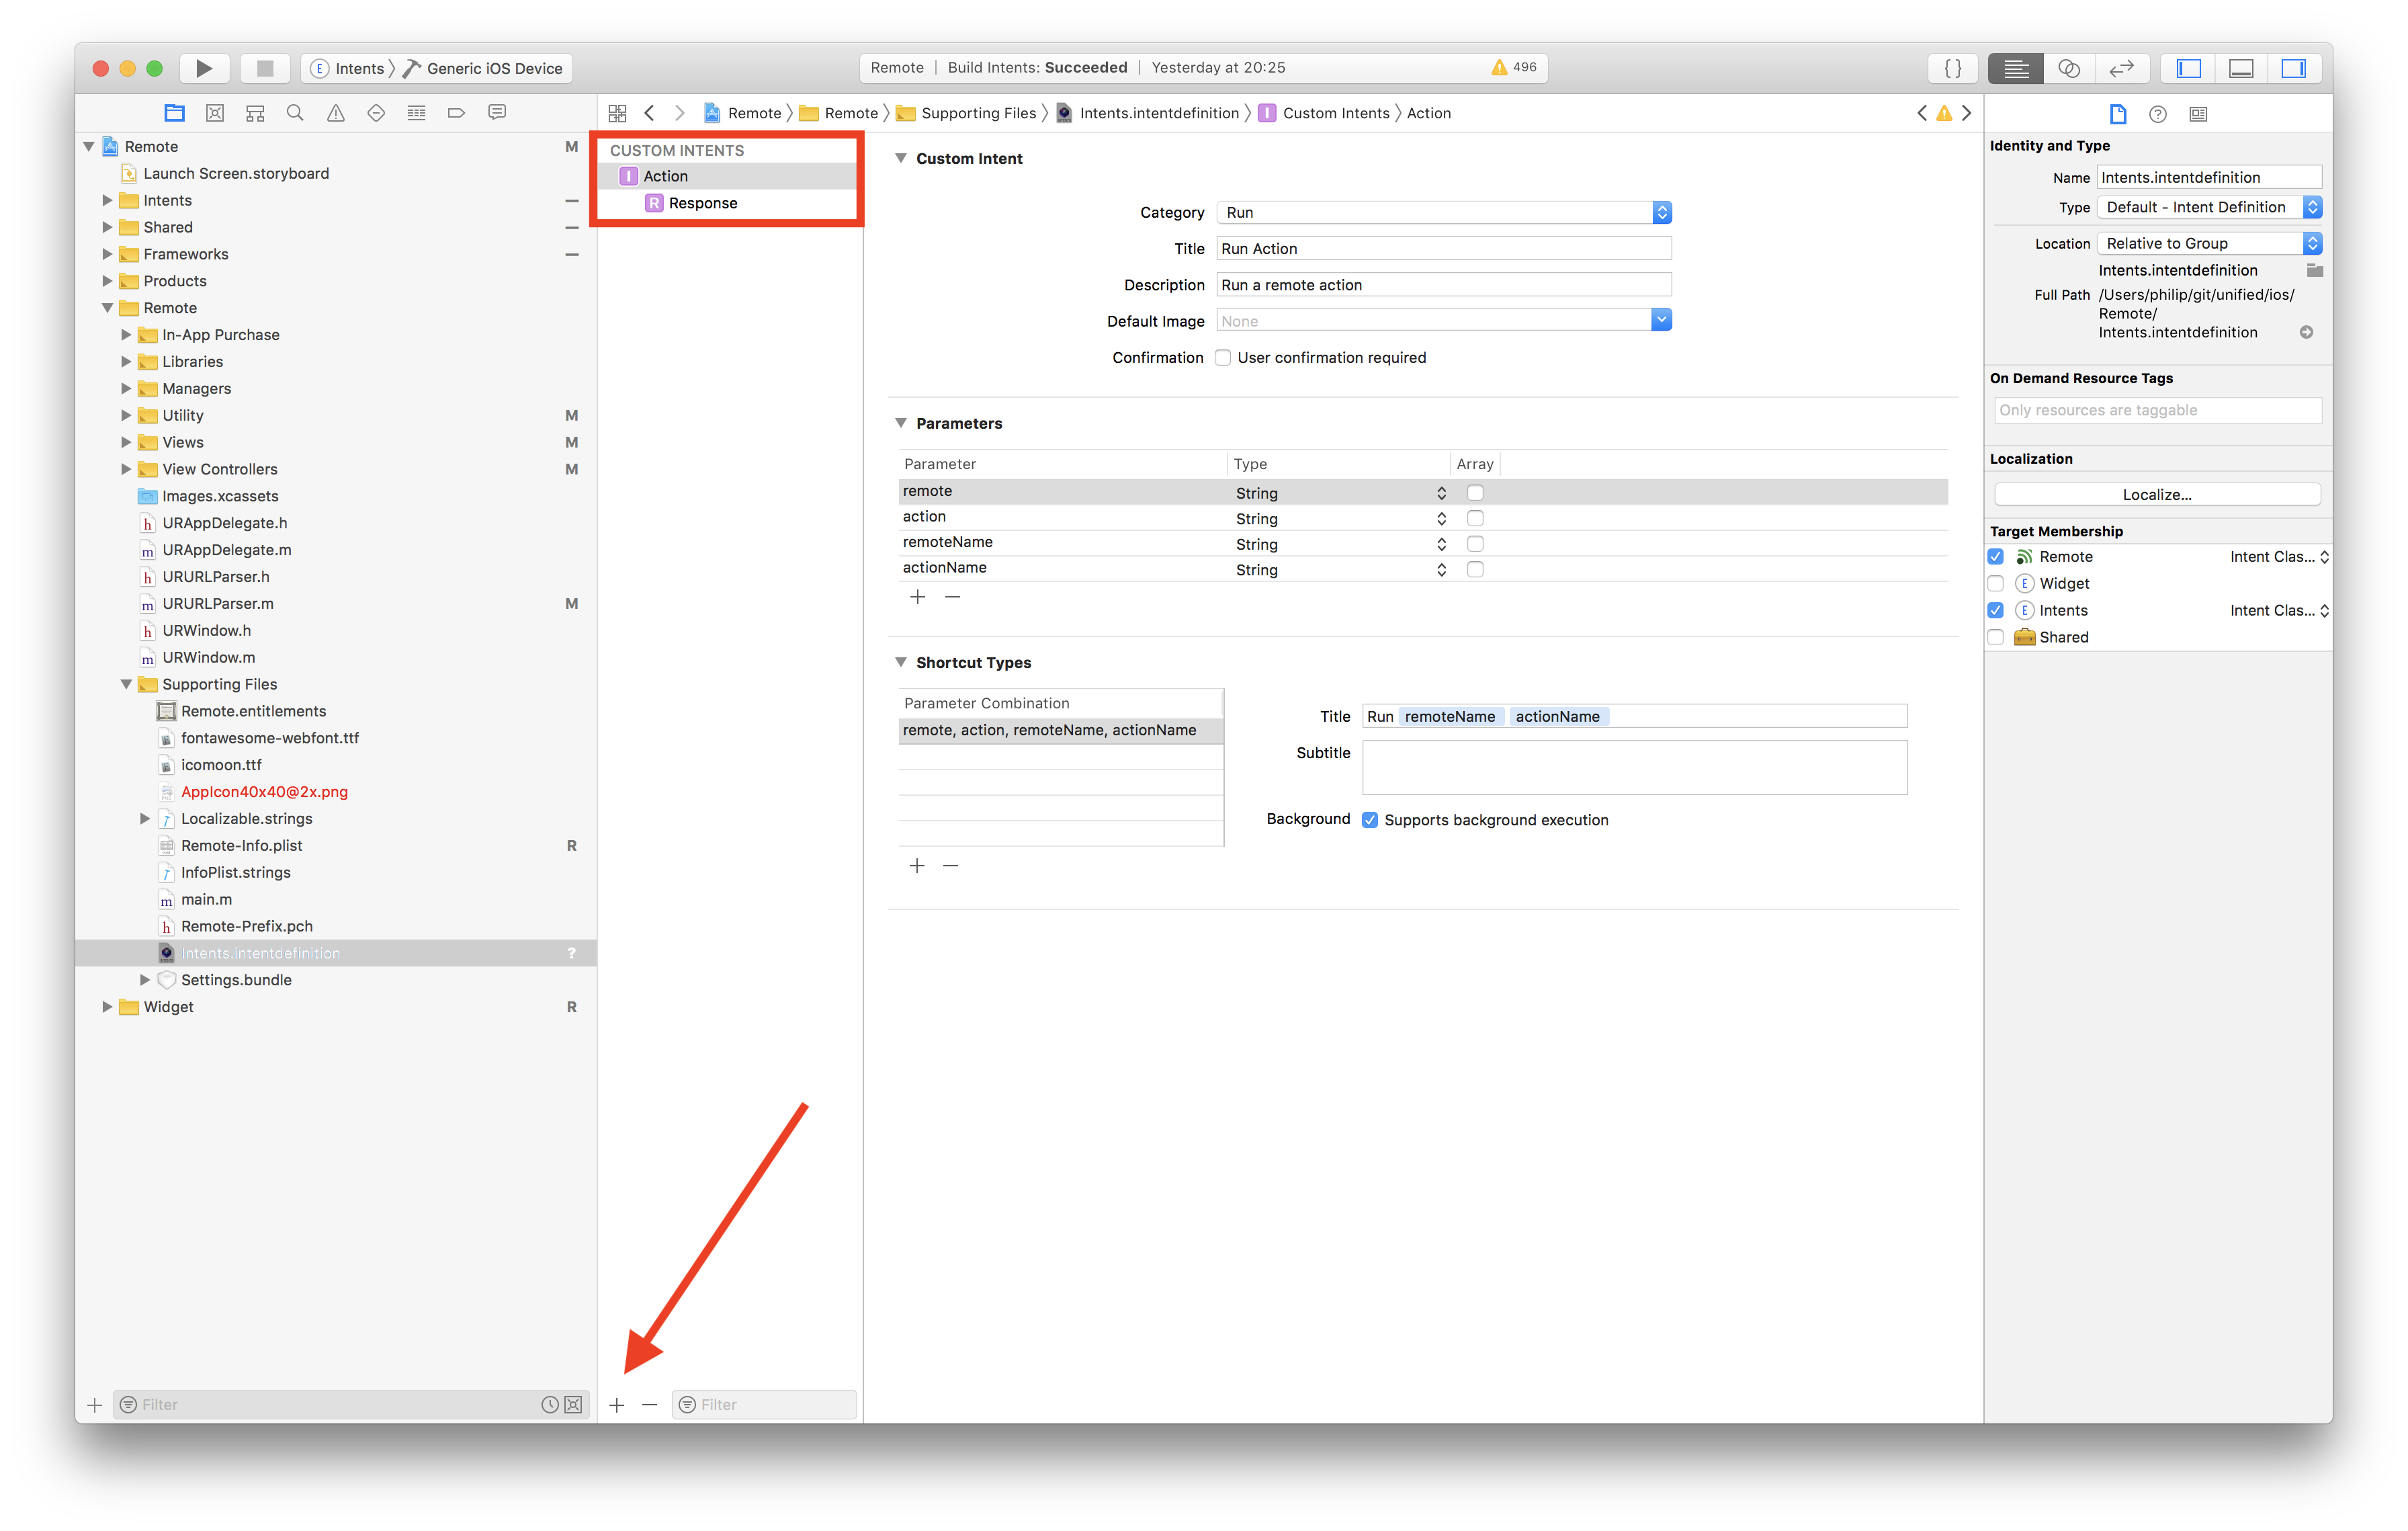 Intents 〉 Generic iOS Device
Remote | Build Intents: Succeeded | Yesterday at 20:25
496
{ }
Remote 〉 Remote 〉 Supporting Files 〉 Intents.intentdefinition 〉 Custom Intents 〉 Action
Remote M
Launch Screen.storyboard
Intents
Shared
Frameworks
Products
Remote
In-App Purchase
Libraries
Managers
Utility M
Views M
View Controllers M
Images.xcassets
h URAppDelegate.h
m URAppDelegate.m
h URURLParser.h
m URURLParser.m M
h URWindow.h
m URWindow.m
Supporting Files
Remote.entitlements
fontawesome-webfont.ttf
icomoon.ttf
AppIcon40x40@2x.png
Localizable.strings
Remote-Info.plist R
InfoPlist.strings
m main.m
h Remote-Prefix.pch
Intents.intentdefinition ?
Settings.bundle
Widget R
Filter
CUSTOM INTENTS
I Action
R Response
Filter
Custom Intent
Category Run
Title Run Action
Description Run a remote action
Default Image None
Confirmation User confirmation required
Parameters
Parameter Type Array
remote String
action String
remoteName String
actionName String
Shortcut Types
Parameter Combination
remote, action, remoteName, actionName
Title Run remoteName actionName
Subtitle
Background Supports background execution
Identity and Type
Name Intents.intentdefinition
Type Default - Intent Definition
Location Relative to Group
Intents.intentdefinition
Full Path /Users/philip/git/unified/ios/
Remote/
Intents.intentdefinition
On Demand Resource Tags
Only resources are taggable
Localization
Localize...
Target Membership
Remote Intent Clas...
E Widget
E Intents Intent Clas...
Shared